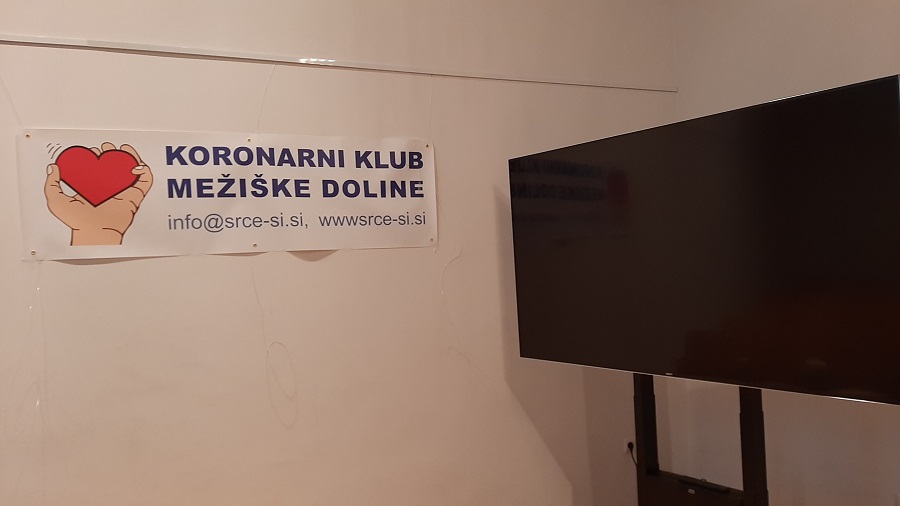 KORONARNI KLUB
MEŽIŠKE DOLINE
info@srce-si.si, wwwsrce-si.si